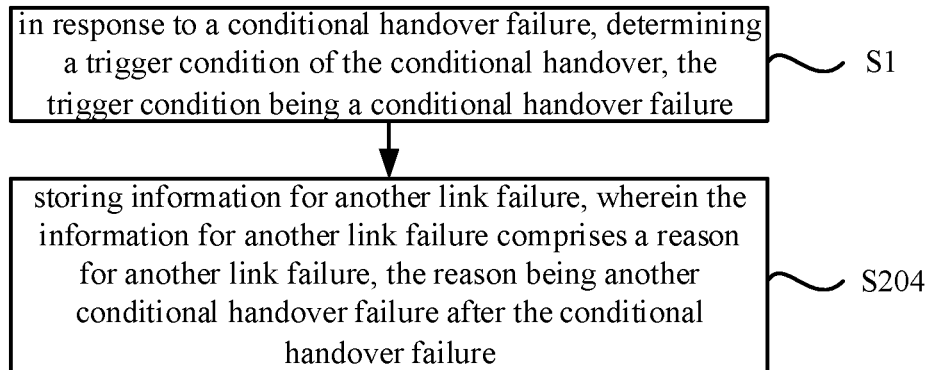 in response to a conditional handover failure, determining
a trigger condition of the conditional handover, the
trigger condition being a conditional handover failure
S1
storing information for another link failure, wherein the
information for another link failure comprises a reason
for another link failure, the reason being another
conditional handover failure after the conditional
handover failure
S204